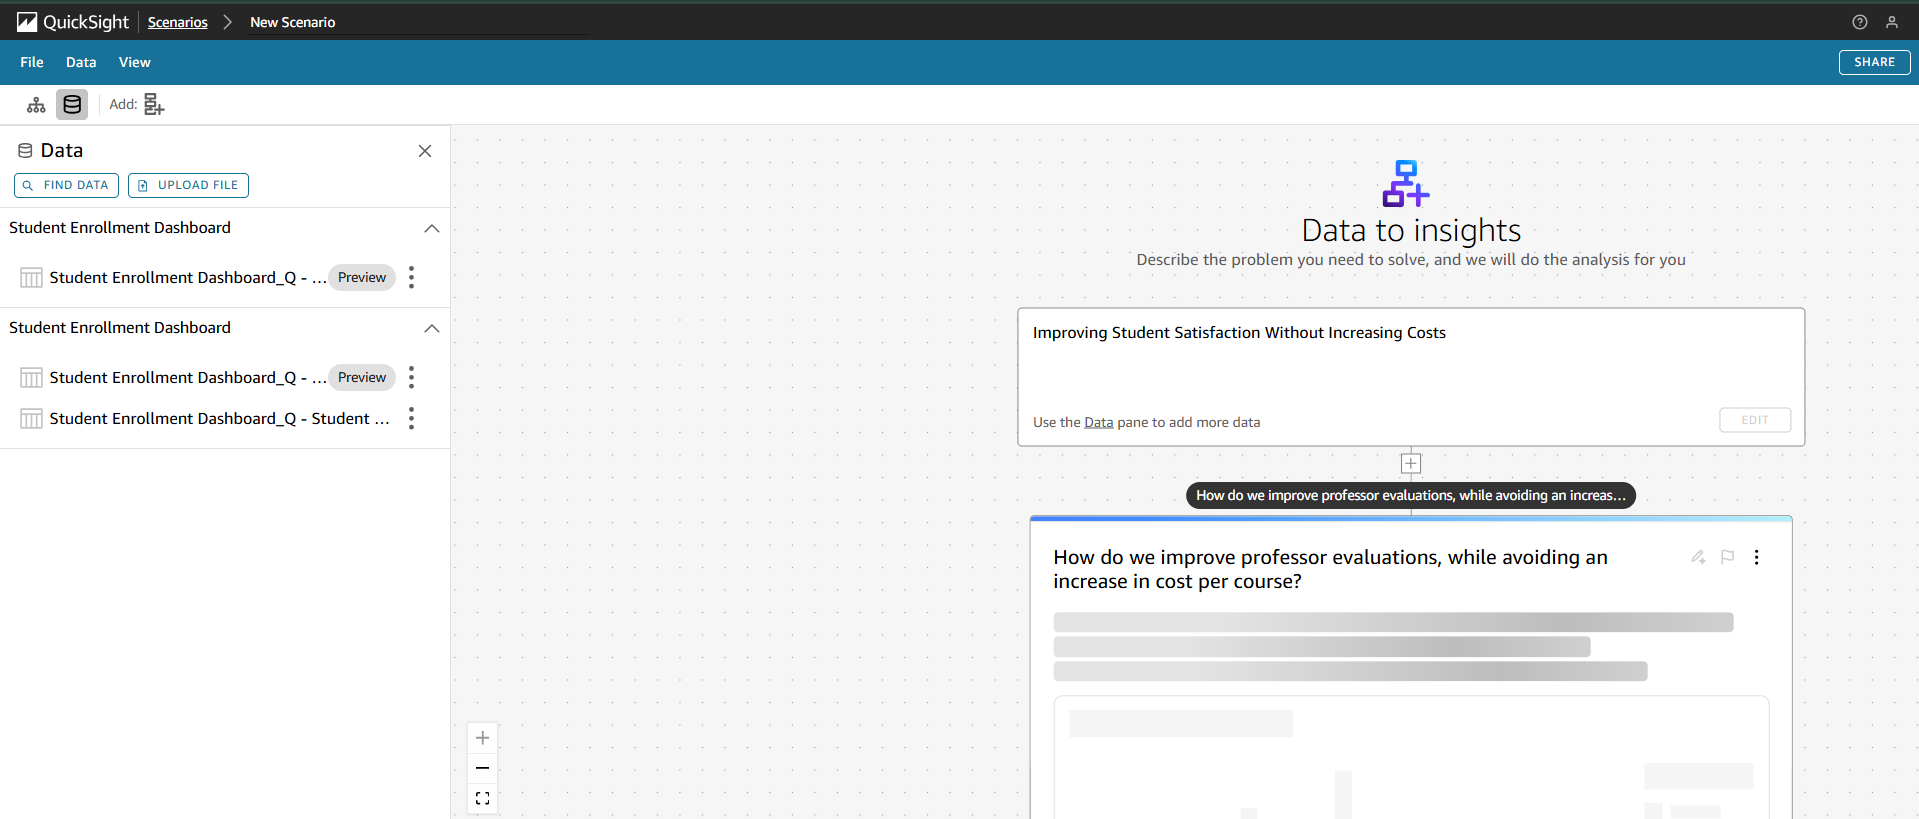 QuickSight
Scenarios
New Scenario
File
Data
View
SHARE
Add:
Data
FIND DATA
UPLOAD FILE
Student Enrollment Dashboard
Student Enrollment Dashboard_Q - ...
Preview
Student Enrollment Dashboard
Student Enrollment Dashboard_Q - ...
Preview
Student Enrollment Dashboard_Q - Student ...
Data to insights
Describe the problem you need to solve, and we will do the analysis for you
Improving Student Satisfaction Without Increasing Costs
Use the Data pane to add more data
EDIT
How do we improve professor evaluations, while avoiding an increas...
How do we improve professor evaluations, while avoiding an
increase in cost per course?